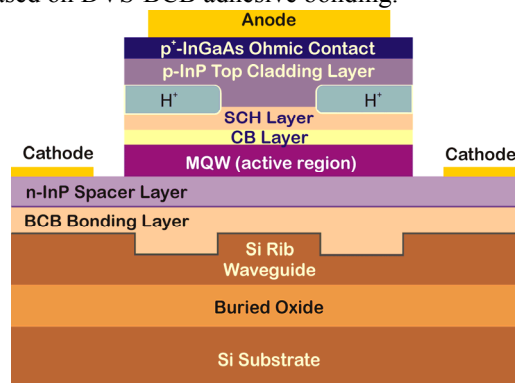 ased on DVS-BCB adhesive bonding.
Anode
p⁺-InGaAs Ohmic Contact
p-InP Top Cladding Layer
H⁺ H⁺
SCH Layer
CB Layer
Cathode Cathode
MQW (active region)
n-InP Spacer Layer
BCB Bonding Layer
Si Rib
Waveguide
Buried Oxide
Si Substrate